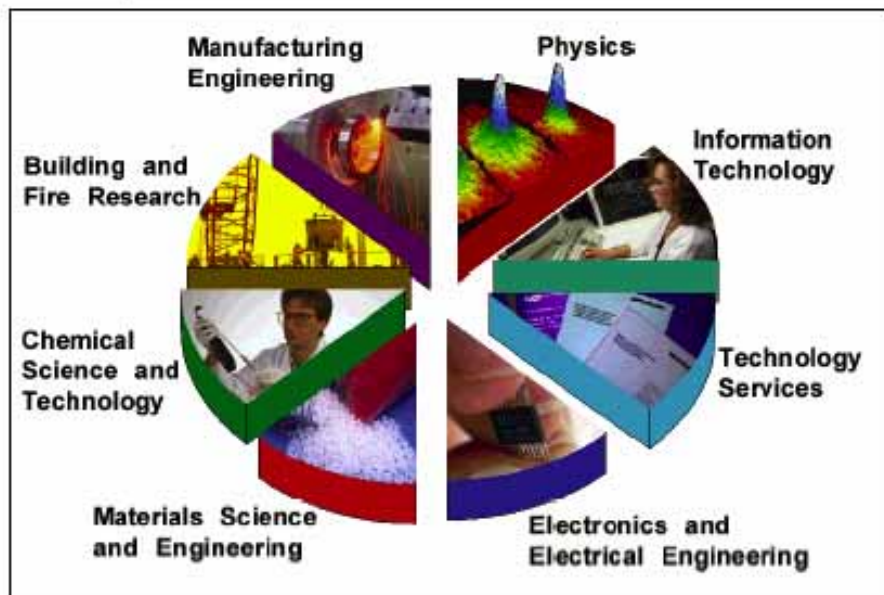 Manufacturing
Engineering
Physics
Information
Technology
Building and
Fire Research
Chemical
Science and
Technology
Technology
Services
Materials Science
and Engineering
Electronics and
Electrical Engineering